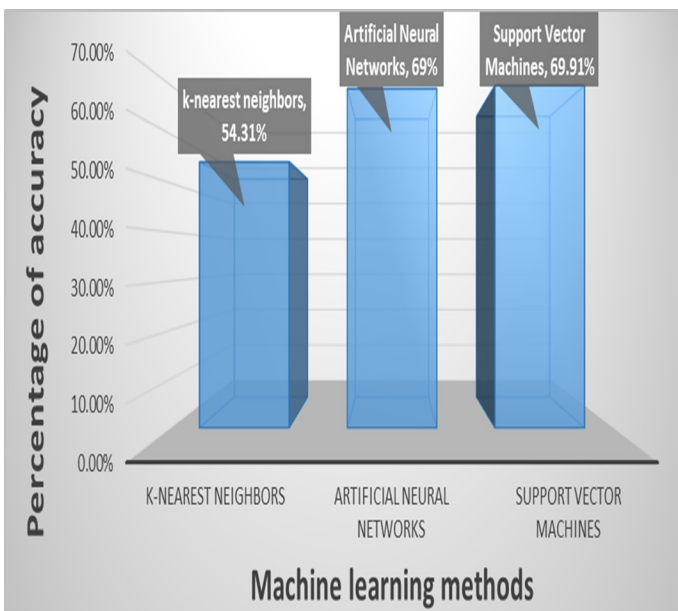 Percentage of accuracy
70.00%
60.00%
50.00%
40.00%
30.00%
20.00%
10.00%
0.00%
k-nearest neighbors,
54.31%
Artificial Neural
Networks, 69%
Support Vector
Machines, 69.91%
K-NEAREST NEIGHBORS
ARTIFICIAL NEURAL
NETWORKS
SUPPORT VECTOR
MACHINES
Machine learning methods